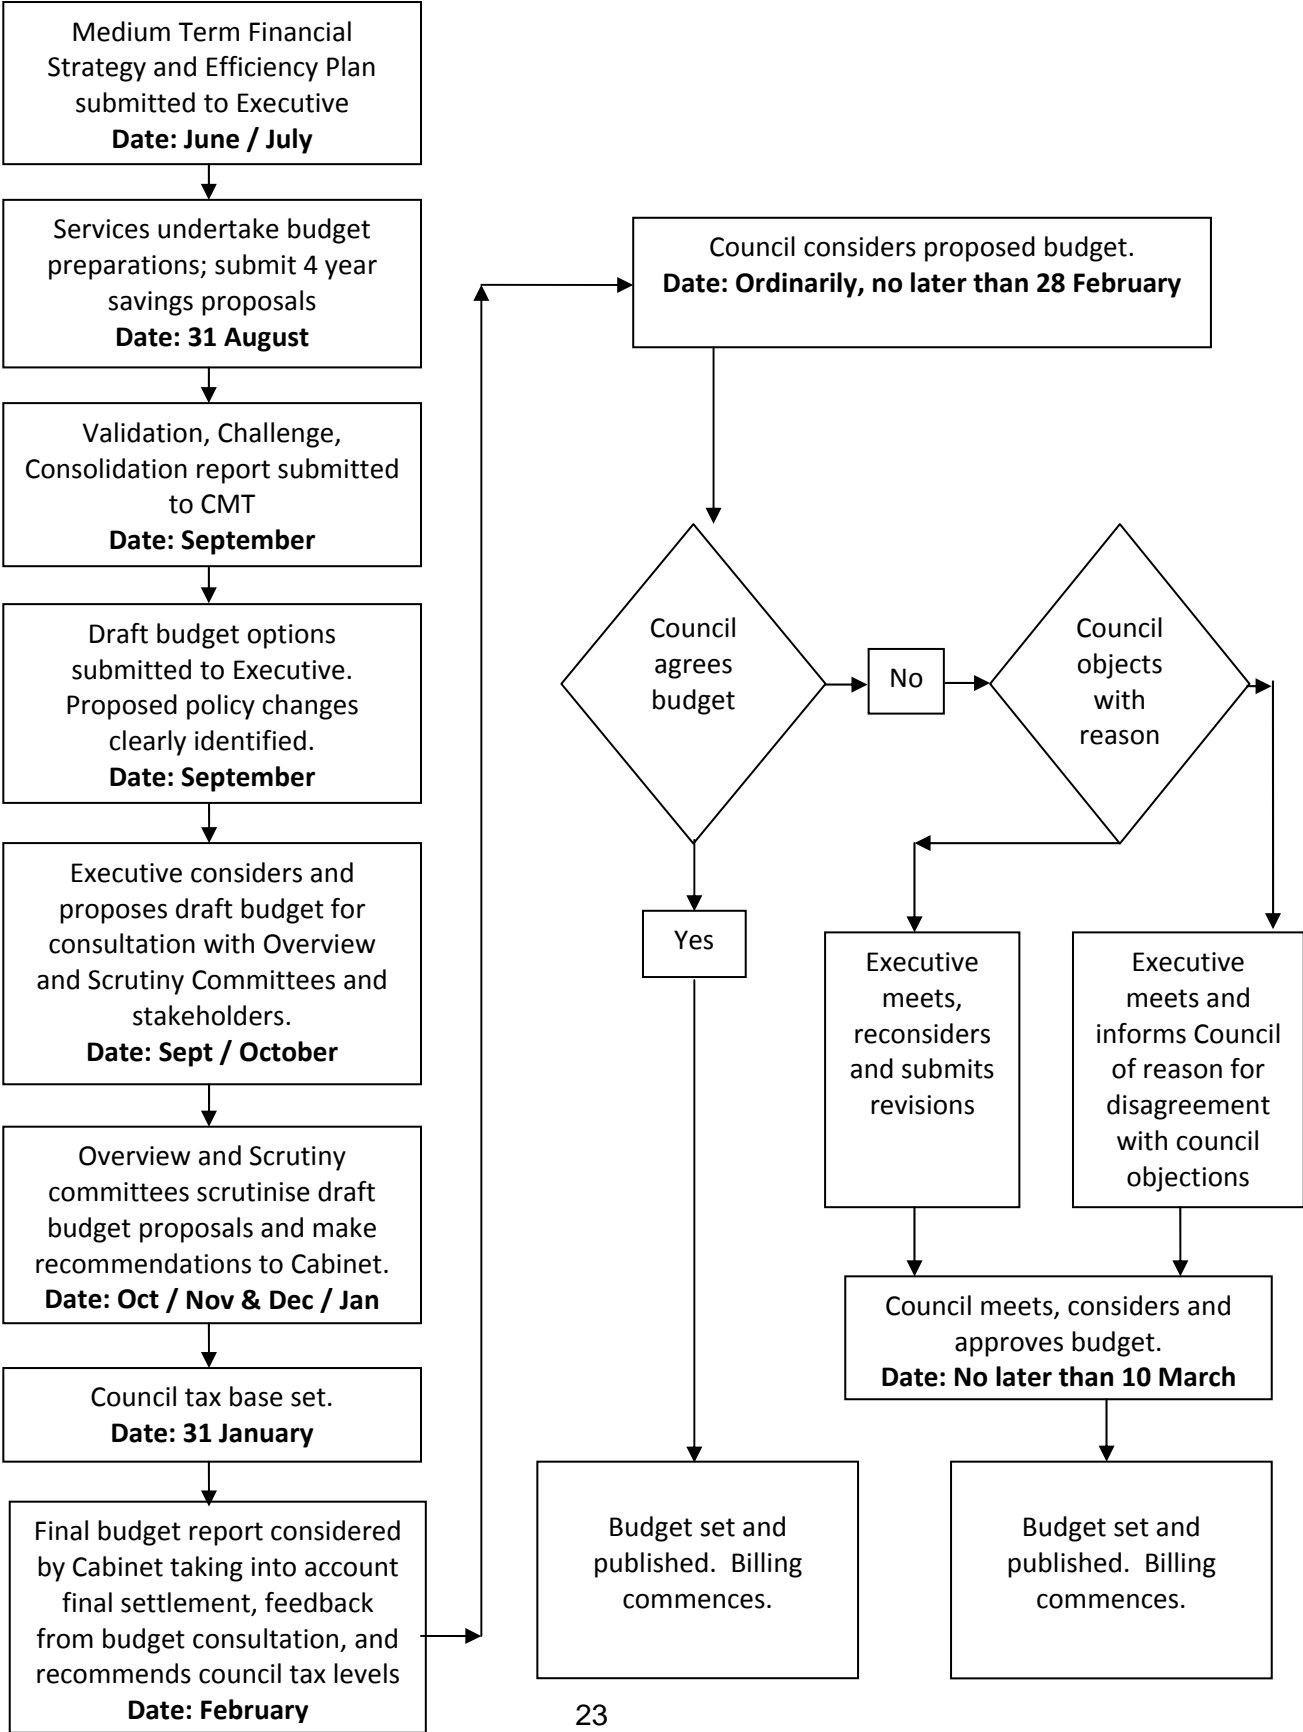 Medium Term Financial
Strategy and Efficiency Plan
submitted to Executive
Date: June / July
Services undertake budget
preparations; submit 4 year
savings proposals
Date: 31 August
Validation, Challenge,
Consolidation report submitted
to CMT
Date: September
Draft budget options
submitted to Executive.
Proposed policy changes
clearly identified.
Date: September
Executive considers and
proposes draft budget for
consultation with Overview
and Scrutiny Committees and
stakeholders.
Date: Sept / October
Overview and Scrutiny
committees scrutinise draft
budget proposals and make
recommendations to Cabinet.
Date: Oct / Nov & Dec / Jan
Council tax base set.
Date: 31 January
Final budget report considered
by Cabinet taking into account
final settlement, feedback
from budget consultation, and
recommends council tax levels
Date: February
Council considers proposed budget.
Date: Ordinarily, no later than 28 February
Council
agrees
budget
No
Council
objects
with
reason
Yes
Executive
meets,
reconsiders
and submits
revisions
Executive
meets and
informs Council
of reason for
disagreement
with council
objections
Council meets, considers and
approves budget.
Date: No later than 10 March
Budget set and
published. Billing
commences.
Budget set and
published. Billing
commences.
23